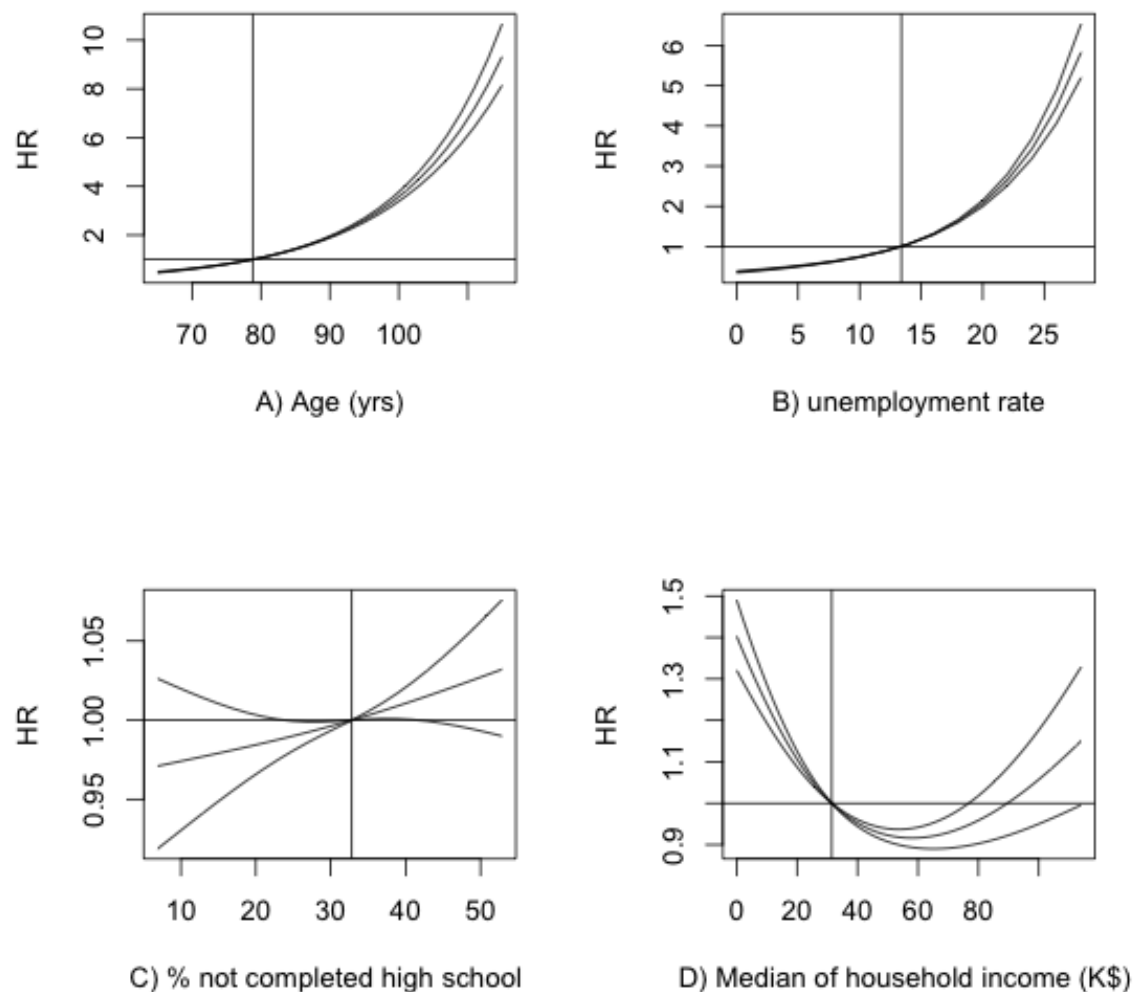 HR
10
8
6
4
2
70 80 90 100
A) Age (yrs)
HR
6
5
4
3
2
1
0 5 10 15 20 25
B) unemployment rate
HR
1.05
1.00
0.95
10 20 30 40 50
C) % not completed high school
HR
1.5
1.3
1.1
0.9
0 20 40 60 80
D) Median of household income (K$)